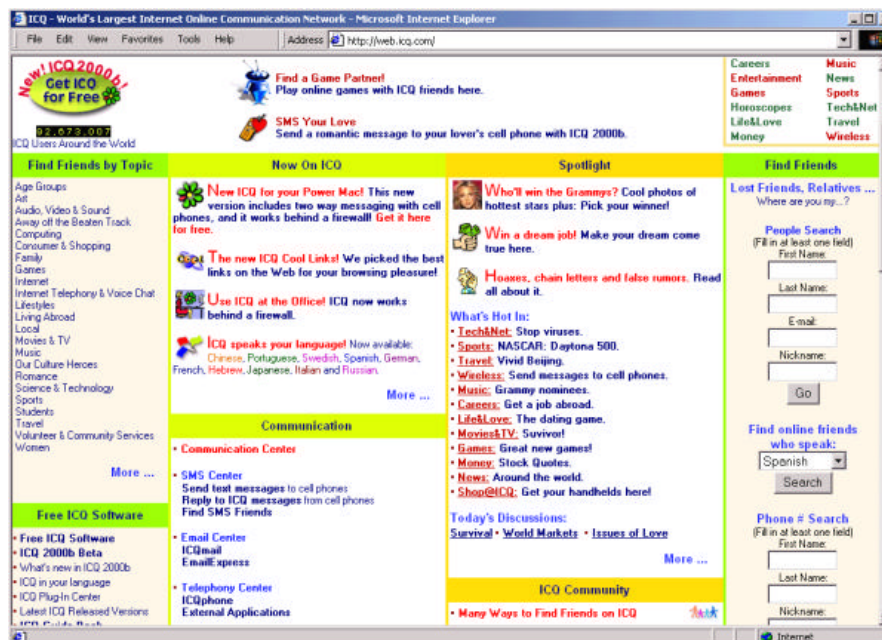 ICQ - World's Largest Internet Online Communication Network - Microsoft Internet Explorer
File Edit View Favorites Tools Help Address http://web.icq.com/
New! ICQ 2000b!
Get ICQ
for Free
92,673,007
ICQ Users Around the World
Find a Game Partner!
Play online games with ICQ friends here.
SMS Your Love
Send a romantic message to your lover's cell phone with ICQ 2000b.
Careers Music
Entertainment News
Games Sports
Horoscopes Tech&Net
Life&Love Travel
Money Wireless
Find Friends by Topic
Age Groups
Art
Audio, Video & Sound
Away off the Beaten Track
Computing
Consumer & Shopping
Family
Games
Internet
Internet Telephony & Voice Chat
Lifestyles
Living Abroad
Local
Movies & TV
Music
Our Culture Heroes
Romance
Science & Technology
Sports
Students
Travel
Volunteer & Community Services
Women
More ...
Free ICQ Software
• Free ICQ Software
• ICQ 2000b Beta
• What's new in ICQ 2000b
• ICQ in your language
• ICQ Plug-In Center
• Latest ICQ Released Versions
• ICQ Guide Book
Now On ICQ
New ICQ for your Power Mac! This new
version includes two way messaging with cell
phones, and it works behind a firewall! Get it here
for free.
The new ICQ Cool Links! We picked the best
links on the Web for your browsing pleasure!
Use ICQ at the Office! ICQ now works
behind a firewall.
ICQ speaks your language! Now available:
Chinese, Portuguese, Swedish, Spanish, German,
French, Hebrew, Japanese, Italian and Russian.
More ...
Communication
• Communication Center
• SMS Center
Send text messages to cell phones
Reply to ICQ messages from cell phones
Find SMS Friends
• Email Center
ICQmail
EmailExpress
• Telephony Center
ICQphone
External Applications
Spotlight
Who'll win the Grammys? Cool photos of
hottest stars plus: Pick your winner!
Win a dream job! Make your dream come
true here.
Hoaxes, chain letters and false rumors. Read
all about it.
What's Hot In:
• Tech&Net: Stop viruses.
• Sports: NASCAR: Daytona 500.
• Travel: Vivid Beijing.
• Wireless: Send messages to cell phones.
• Music: Grammy nominees.
• Careers: Get a job abroad.
• Life&Love: The dating game.
• Movies&TV: Suvivor!
• Games: Great new games!
• Money: Stock Quotes.
• News: Around the world.
• Shop@ICQ: Get your handhelds here!
Today's Discussions:
Survival • World Markets • Issues of Love
More ...
ICQ Community
• Many Ways to Find Friends on ICQ
Find Friends
Lost Friends, Relatives ...
Where are you my...?
People Search
(Fill in at least one field)
First Name:
Last Name:
E-mail:
Nickname:
Go
Find online friends
who speak:
Spanish
Search
Phone # Search
(Fill in at least one field)
First Name:
Last Name:
Nickname:
Internet